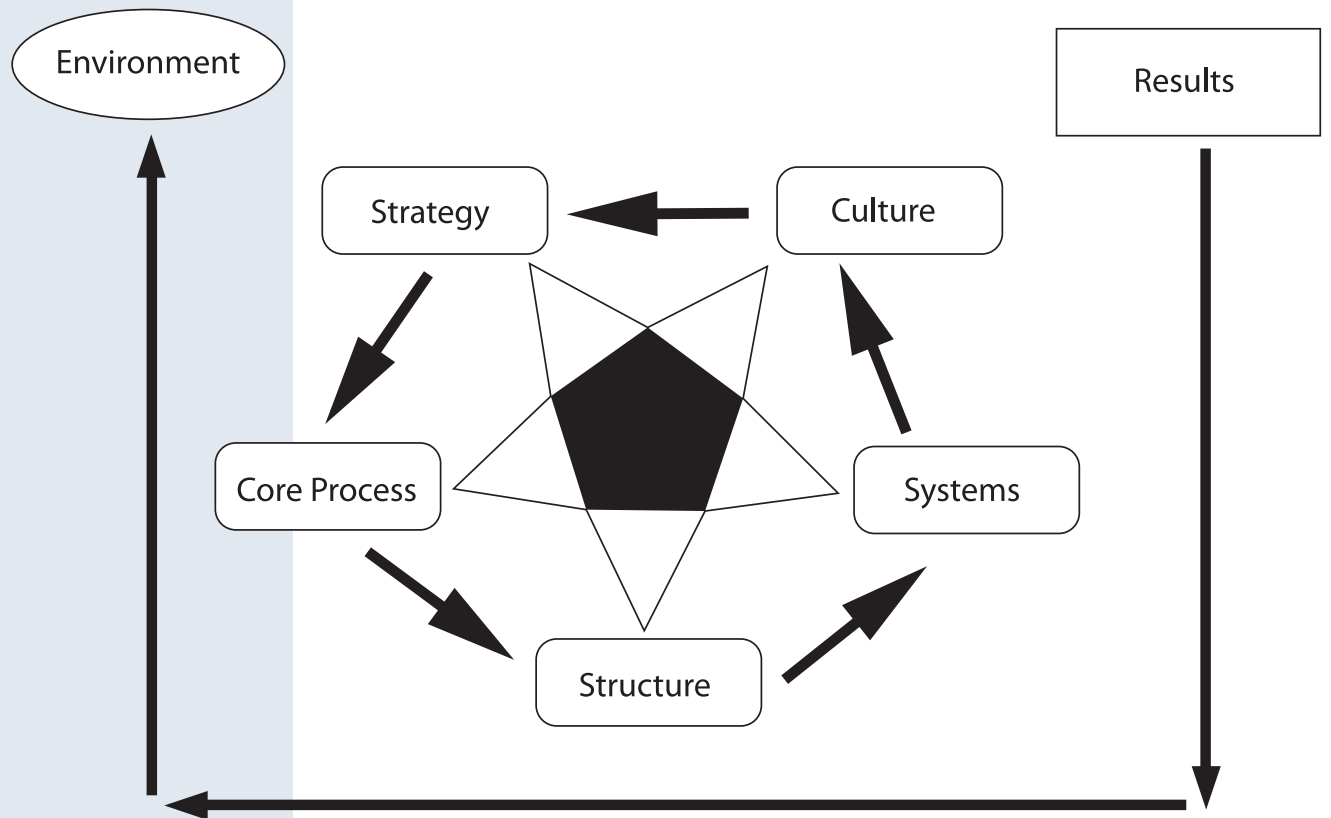 Environment
Results
Strategy
Culture
Core Process
Systems
Structure